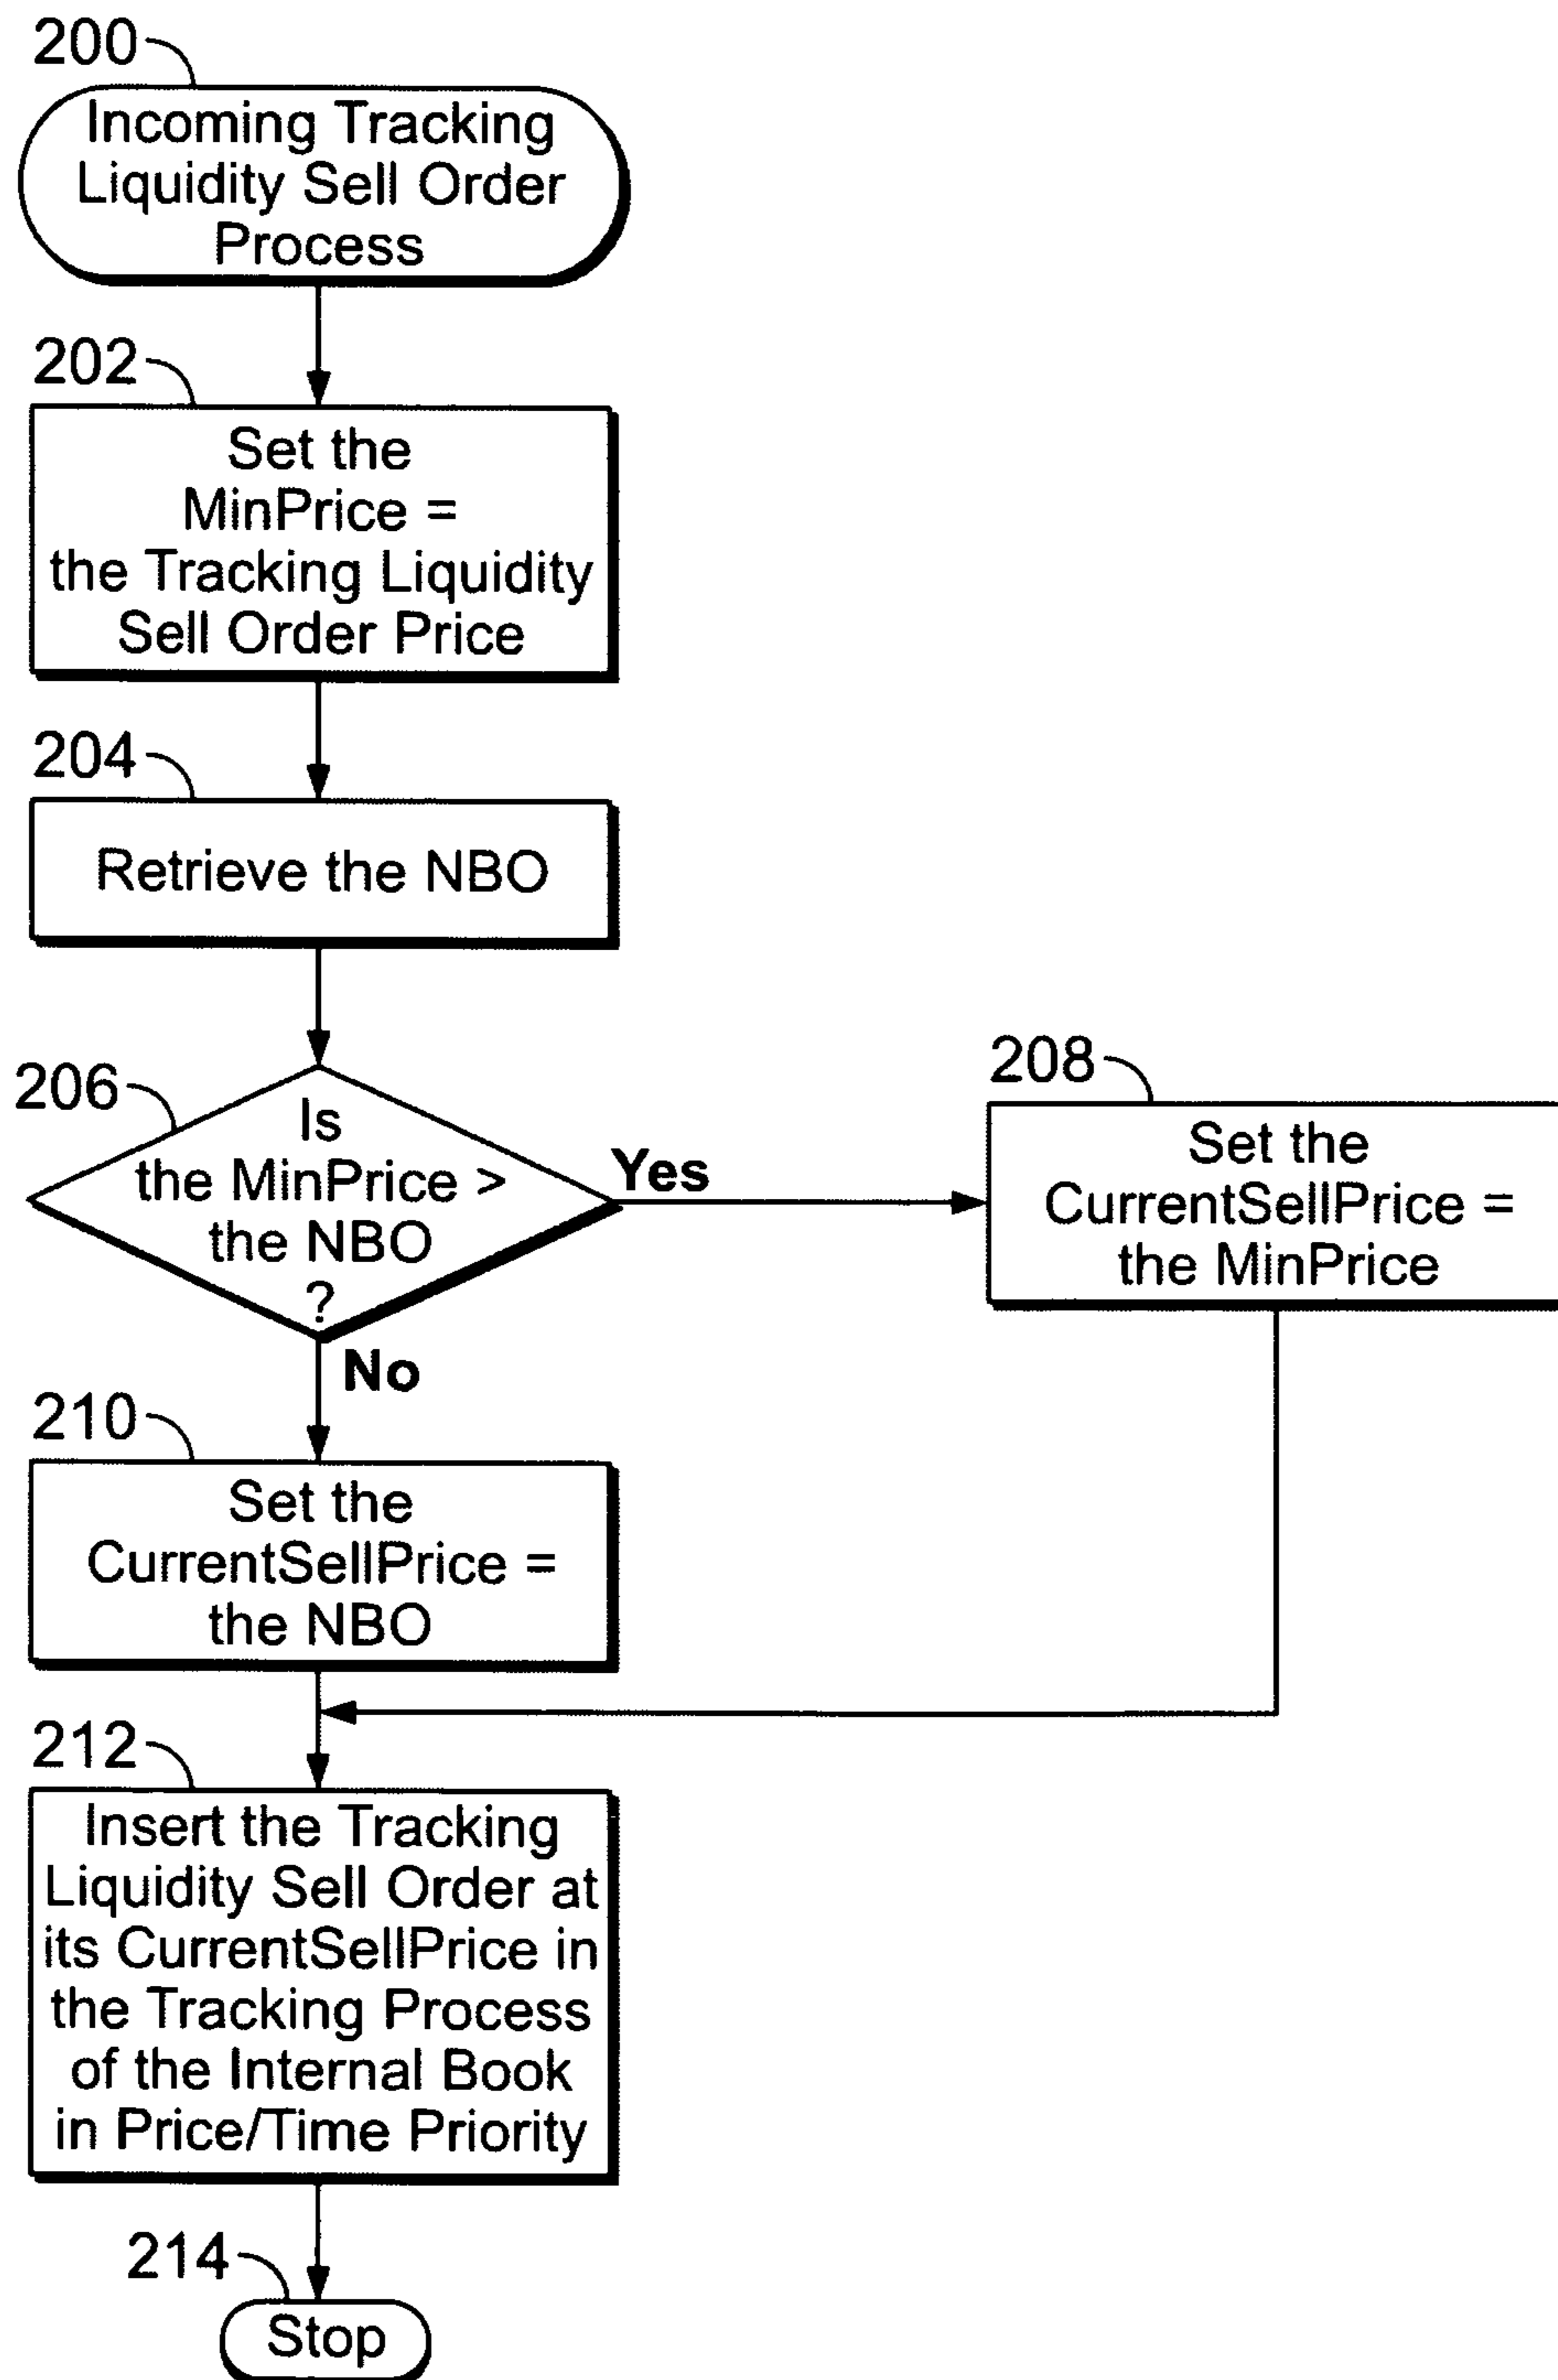 200
Incoming Tracking
Liquidity Sell Order
Process
202
Set the
MinPrice =
the Tracking Liquidity
Sell Order Price
204
Retrieve the NBO
206
Is
the MinPrice >
the NBO
?
Yes
208
Set the
CurrentSellPrice =
the MinPrice
No
210
Set the
CurrentSellPrice =
the NBO
212
Insert the Tracking
Liquidity Sell Order at
its CurrentSellPrice in
the Tracking Process
of the Internal Book
in Price/Time Priority
214
Stop